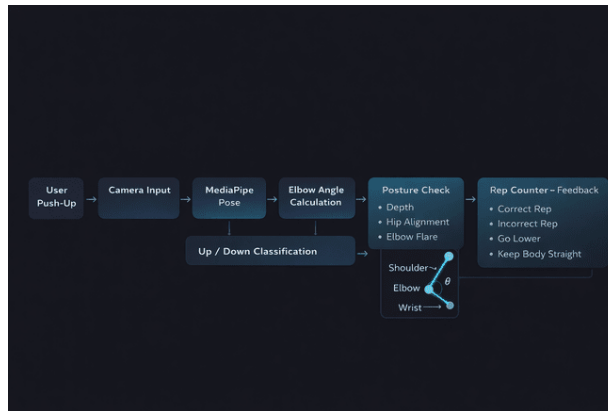 User
Push-Up
Camera Input
MediaPipe
Pose
Elbow Angle
Calculation
Up / Down Classification
Posture Check
• Depth
• Hip Alignment
• Elbow Flare
Shoulder
Elbow
θ
Wrist
Rep Counter – Feedback
• Correct Rep
• Incorrect Rep
• Go Lower
• Keep Body Straight